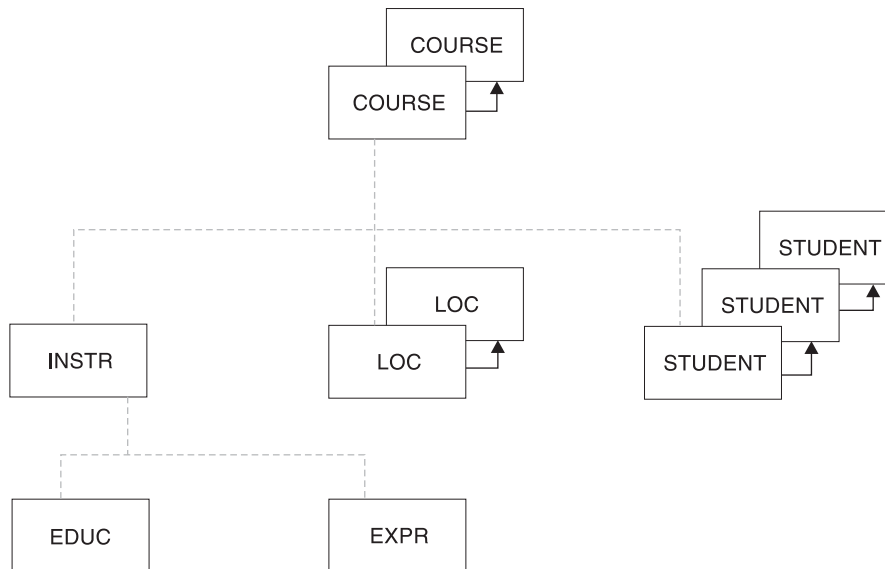 COURSE
COURSE
STUDENT
STUDENT
STUDENT
LOC
LOC
INSTR
EDUC
EXPR